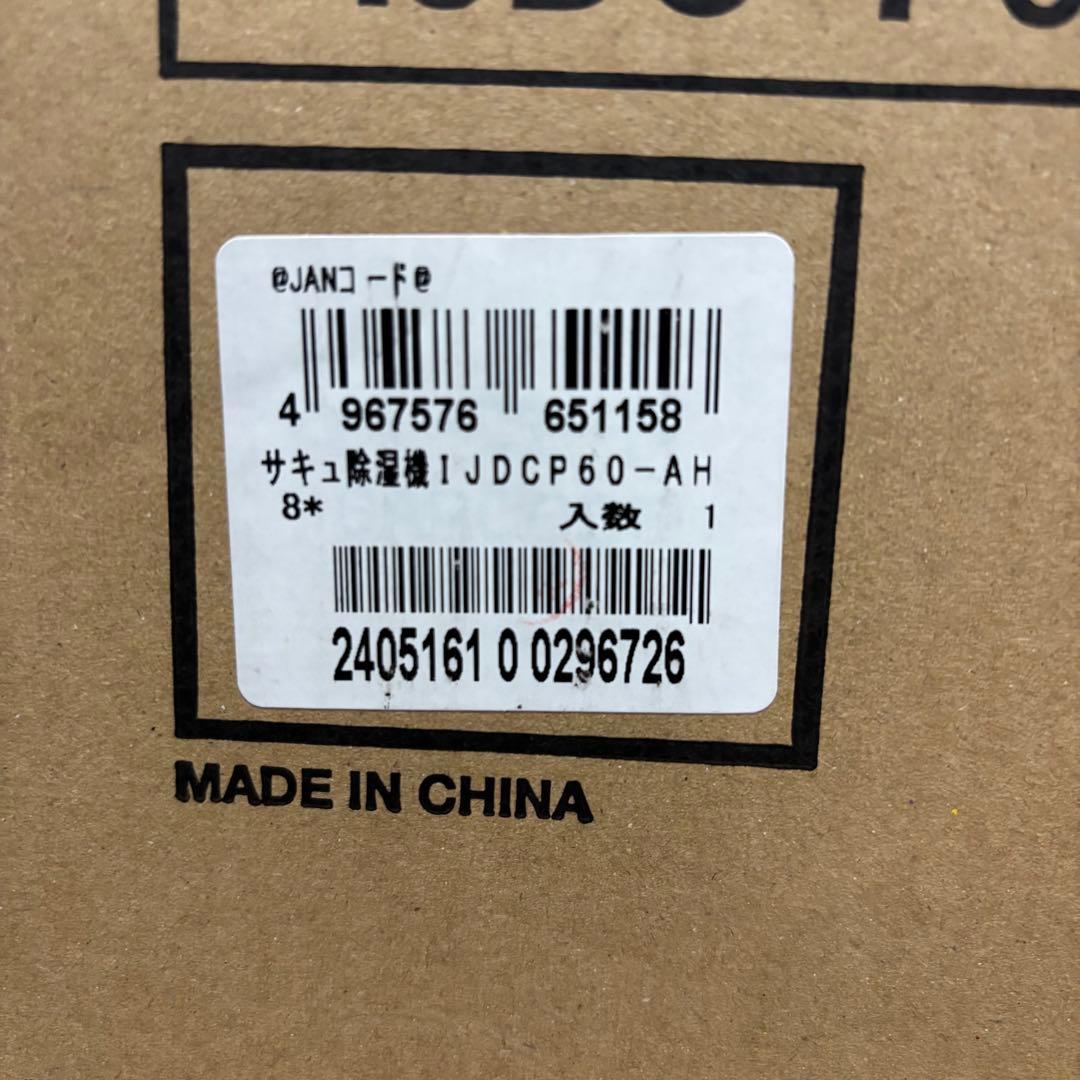 @JANコード@
4 967576 651158
サキュ除湿機IJDCP60-AH
8* 入数 1
2405161 0 0296726
MADE IN CHINA